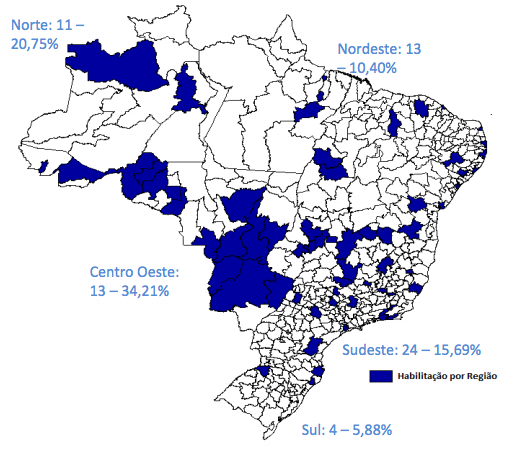 Norte: 11 –
20,75%
Nordeste: 13
– 10,40%
Centro Oeste:
13 – 34,21%
Sudeste: 24 – 15,69%
Habilitação por Região
Sul: 4 – 5,88%